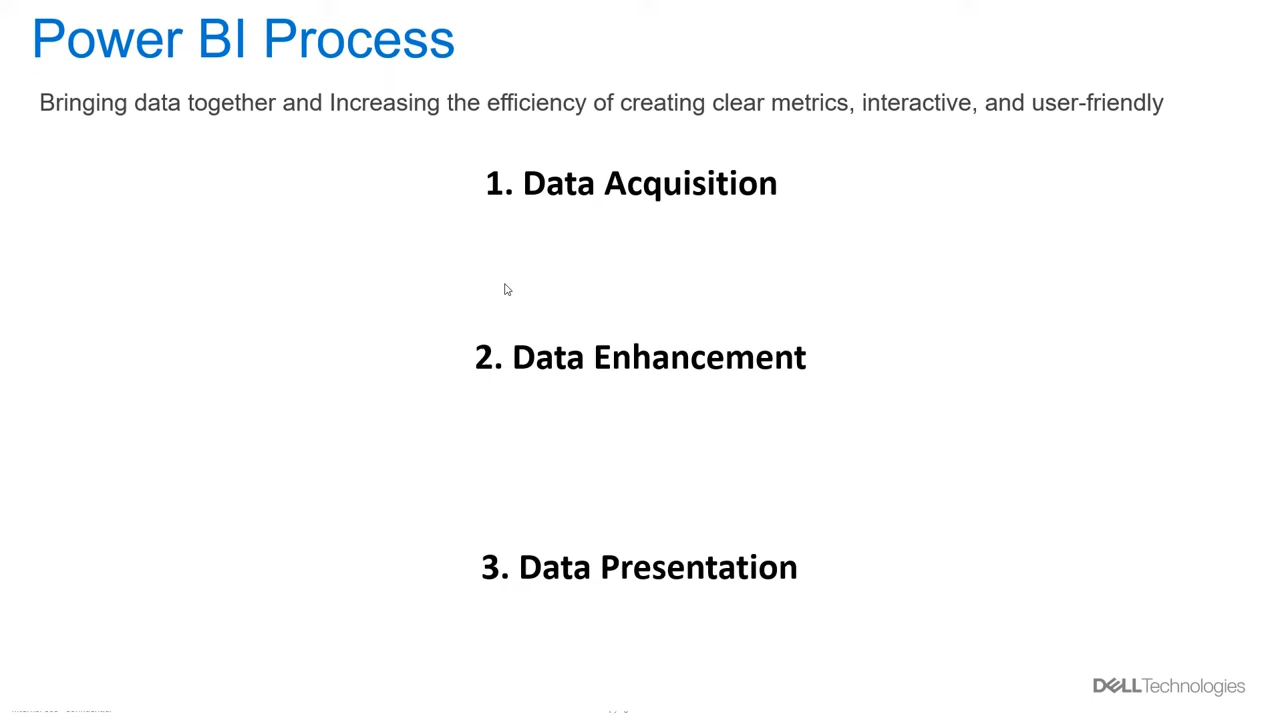 Power BI Process
Bringing data together and Increasing the efficiency of creating clear metrics, interactive, and user-friendly
1. Data Acquisition
2. Data Enhancement
3. Data Presentation
DELLTechnologies